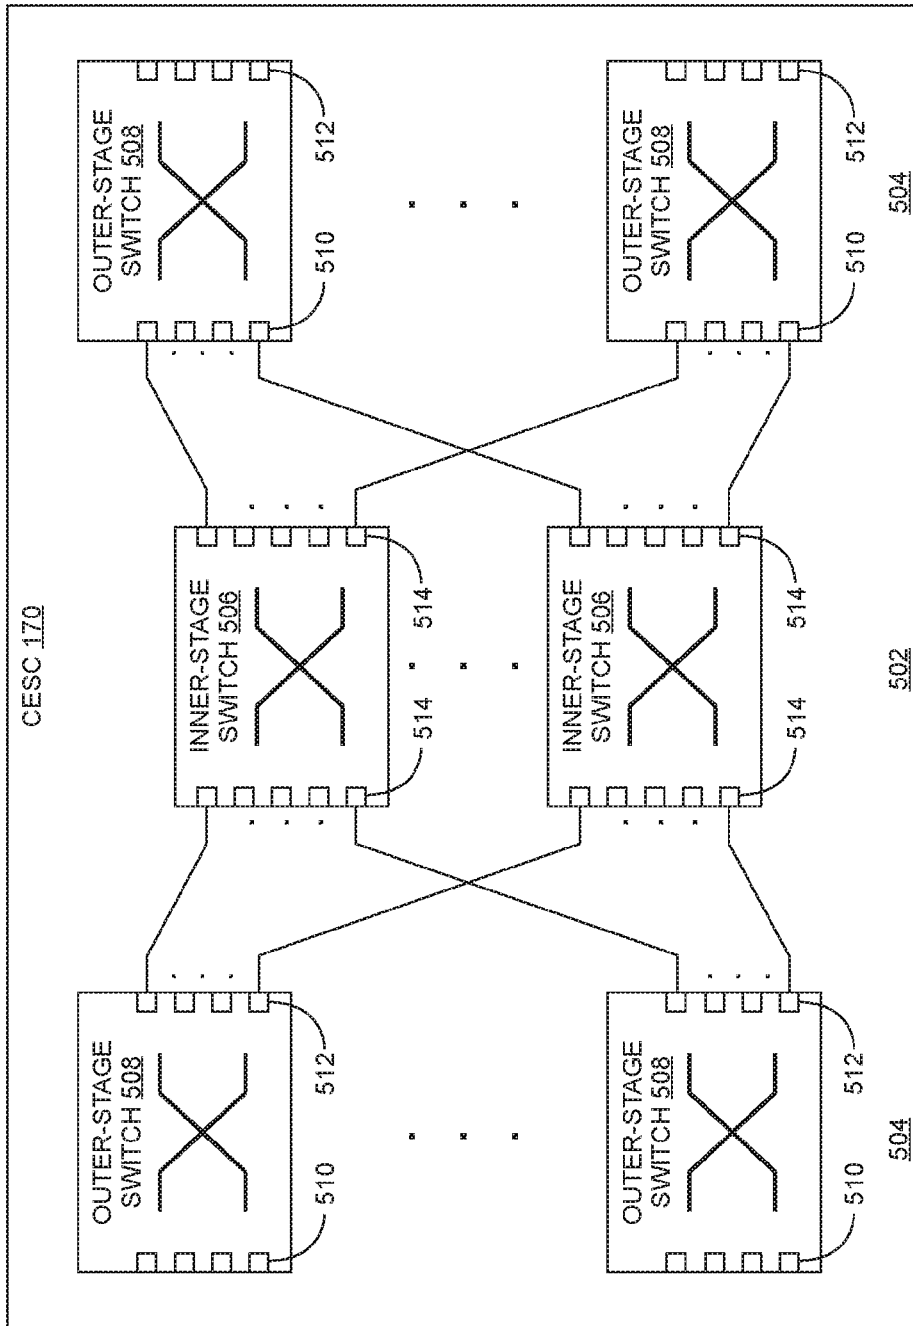 CESC 170
OUTER-STAGE
SWITCH 508
510
512
OUTER-STAGE
SWITCH 508
510
512
504
INNER-STAGE
SWITCH 506
514
514
INNER-STAGE
SWITCH 506
514
514
502
OUTER-STAGE
SWITCH 508
510
512
OUTER-STAGE
SWITCH 508
510
512
504